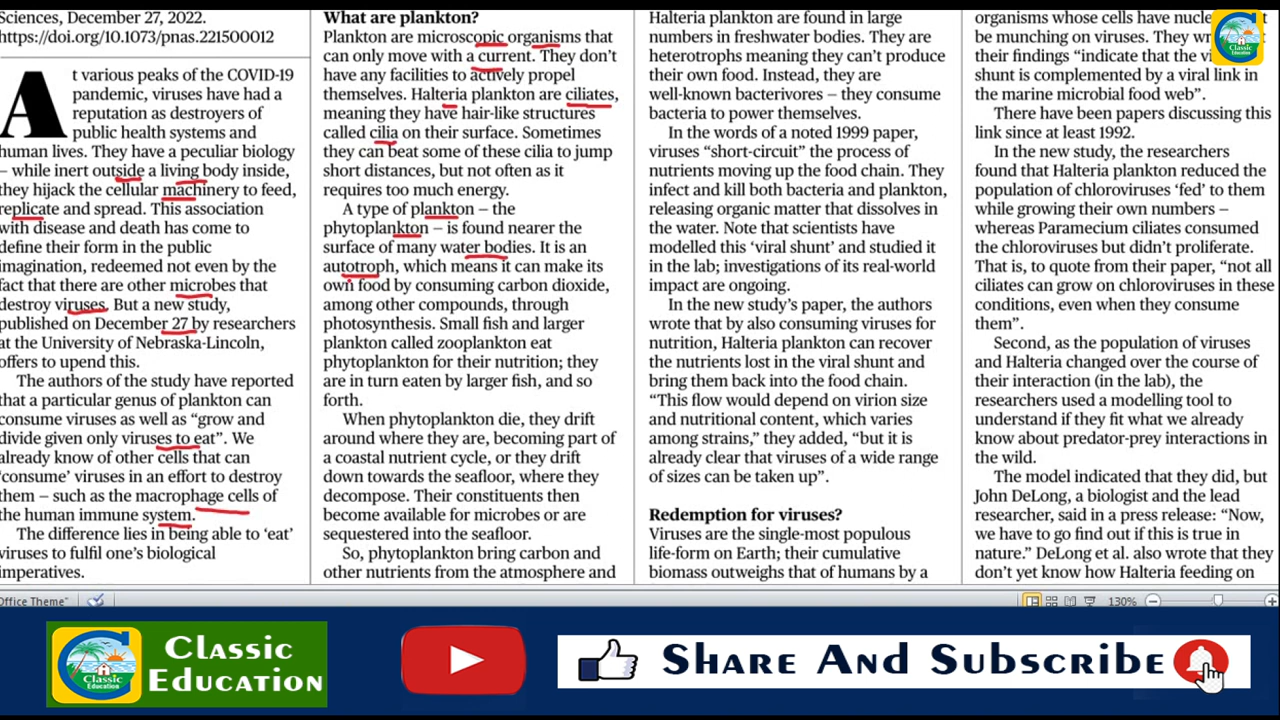 Sciences, December 27, 2022.
https://doi.org/10.1073/pnas.221500012
At various peaks of the COVID-19
pandemic, viruses have had a
reputation as destroyers of
public health systems and
human lives. They have a peculiar biology
– while inert outside a living body inside,
they hijack the cellular machinery to feed,
replicate and spread. This association
with disease and death has come to
define their form in the public
imagination, redeemed not even by the
fact that there are other microbes that
destroy viruses. But a new study,
published on December 27 by researchers
at the University of Nebraska-Lincoln,
offers to upend this.
The authors of the study have reported
that a particular genus of plankton can
consume viruses as well as “grow and
divide given only viruses to eat”. We
already know of other cells that can
‘consume’ viruses in an effort to destroy
them – such as the macrophage cells of
the human immune system.
The difference lies in being able to ‘eat’
viruses to fulfil one’s biological
imperatives.
What are plankton?
Plankton are microscopic organisms that
can only move with a current. They don’t
have any facilities to actively propel
themselves. Halteria plankton are ciliates,
meaning they have hair-like structures
called cilia on their surface. Sometimes
they can beat some of these cilia to jump
short distances, but not often as it
requires too much energy.
A type of plankton – the
phytoplankton – is found nearer the
surface of many water bodies. It is an
autotroph, which means it can make its
own food by consuming carbon dioxide,
among other compounds, through
photosynthesis. Small fish and larger
plankton called zooplankton eat
phytoplankton for their nutrition; they
are in turn eaten by larger fish, and so
forth.
When phytoplankton die, they drift
around where they are, becoming part of
a coastal nutrient cycle, or they drift
down towards the seafloor, where they
decompose. Their constituents then
become available for microbes or are
sequestered into the seafloor.
So, phytoplankton bring carbon and
other nutrients from the atmosphere and
Halteria plankton are found in large
numbers in freshwater bodies. They are
heterotrophs meaning they can’t produce
their own food. Instead, they are
well-known bacterivores – they consume
bacteria to power themselves.
In the words of a noted 1999 paper,
viruses “short-circuit” the process of
nutrients moving up the food chain. They
infect and kill both bacteria and plankton,
releasing organic matter that dissolves in
the water. Note that scientists have
modelled this ‘viral shunt’ and studied it
in the lab; investigations of its real-world
impact are ongoing.
In the new study’s paper, the authors
wrote that by also consuming viruses for
nutrition, Halteria plankton can recover
the nutrients lost in the viral shunt and
bring them back into the food chain.
“This flow would depend on virion size
and nutritional content, which varies
among strains,” they added, “but it is
already clear that viruses of a wide range
of sizes can be taken up”.
Redemption for viruses?
Viruses are the single-most populous
life-form on Earth; their cumulative
biomass outweighs that of humans by a
organisms whose cells have
be munching on viruses. They
their findings “indicate that the
shunt is complemented by a viral link in
the marine microbial food web”.
There have been papers discussing this
link since at least 1992.
In the new study, the researchers
found that Halteria plankton reduced the
population of chloroviruses ‘fed’ to them
while growing their own numbers –
whereas Paramecium ciliates consumed
the chloroviruses but didn’t proliferate.
That is, to quote from their paper, “not all
ciliates can grow on chloroviruses in these
conditions, even when they consume
them”.
Second, as the population of viruses
and Halteria changed over the course of
their interaction (in the lab), the
researchers used a modelling tool to
understand if they fit what we already
know about predator-prey interactions in
the wild.
The model indicated that they did, but
John DeLong, a biologist and the lead
researcher, said in a press release: “Now,
we have to go find out if this is true in
nature.” DeLong et al. also wrote that they
don’t yet know how Halteria feeding on
Classic
Education
Office Theme"
130%
Classic
Education
Classic
Education
Share And Subscribe